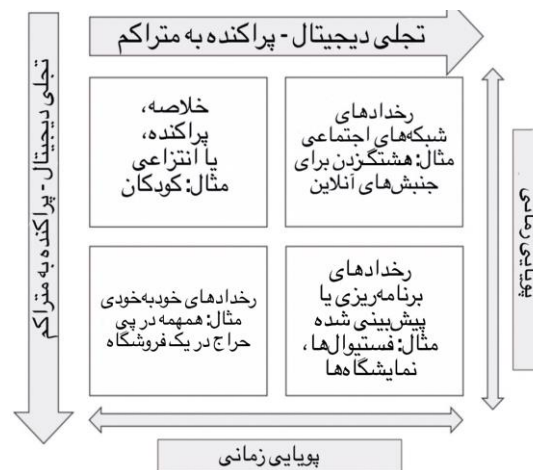 تجلی دیجیتال - پراکنده به متراکم
تجلی دیجیتال - پراکنده به متراکم
رخدادهای
شبکه‌های اجتماعی
مثال: هشتگ‌زدن برای
جنبش‌های آنلاین
خلاصه،
پراکنده،
یا انتزاعی
مثال: کودکان
پویایی زمانی
رخدادهای
برنامه‌ریزی یا
پیش‌بینی شده
مثال: فستیوال‌ها،
نمایشگاه‌ها
رخدادهای خودبه‌خودی
مثال: همهمه در پی
حراج در یک فروشگاه
پویایی زمانی